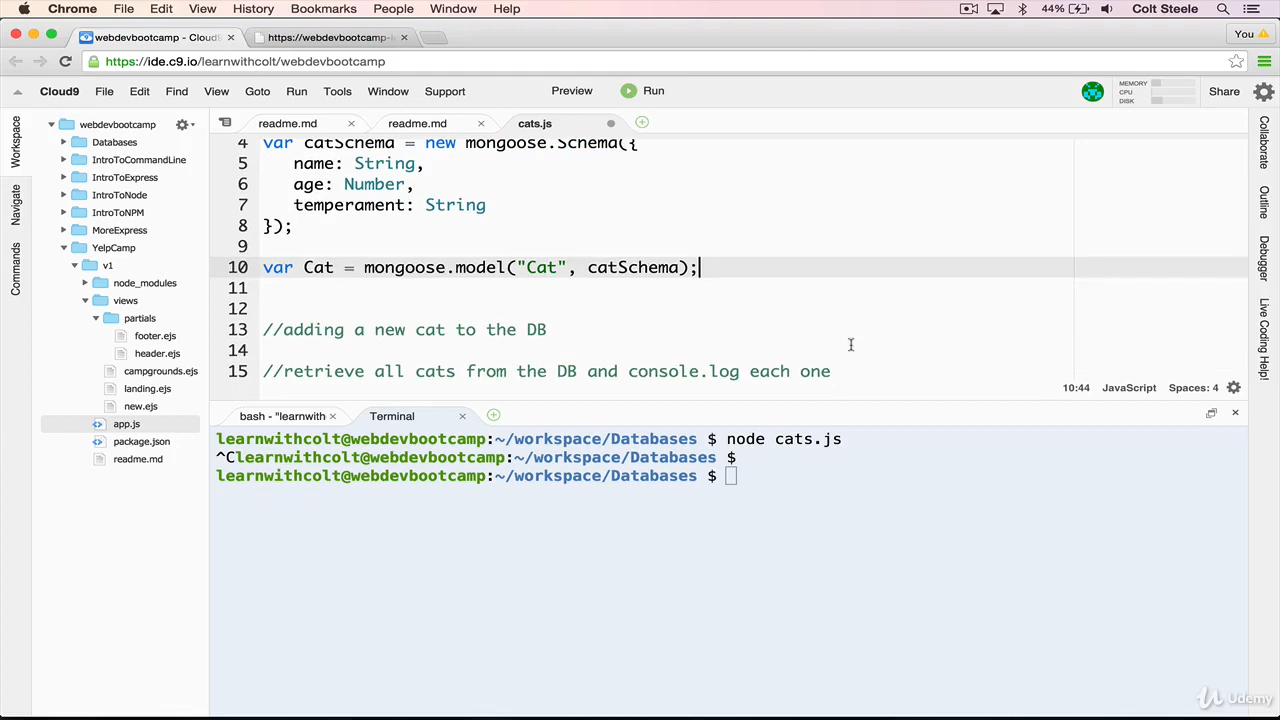 Chrome File Edit View History Bookmarks People Window Help 44% Colt Steele
webdevbootcamp - Cloud9 × https://webdevbootcamp-l × You
https://ide.c9.io/learnwithcolt/webdevbootcamp
Cloud9 File Edit Find View Goto Run Tools Window Support Preview Run MEMORY CPU DISK Share
Workspace
Navigate
Commands
webdevbootcamp
Databases
IntroToCommandLine
IntroToExpress
IntroToNode
IntroToNPM
MoreExpress
YelpCamp
v1
node_modules
views
partials
footer.ejs
header.ejs
campgrounds.ejs
landing.ejs
new.ejs
app.js
package.json
readme.md
readme.md × readme.md × cats.js
4 var catSchema = new mongoose.Schema({
5 name: String,
6 age: Number,
7 temperament: String
8 });
9
10 var Cat = mongoose.model("Cat", catSchema);
11
12
13 //adding a new cat to the DB
14
15 //retrieve all cats from the DB and console.log each one
10:44 JavaScript Spaces: 4
bash - "learnwith × Terminal ×
learnwithcolt@webdevbootcamp:~/workspace/Databases $ node cats.js
^Clearnwithcolt@webdevbootcamp:~/workspace/Databases $
learnwithcolt@webdevbootcamp:~/workspace/Databases $
Collaborate
Outline
Debugger
Live Coding Help!
Udemy